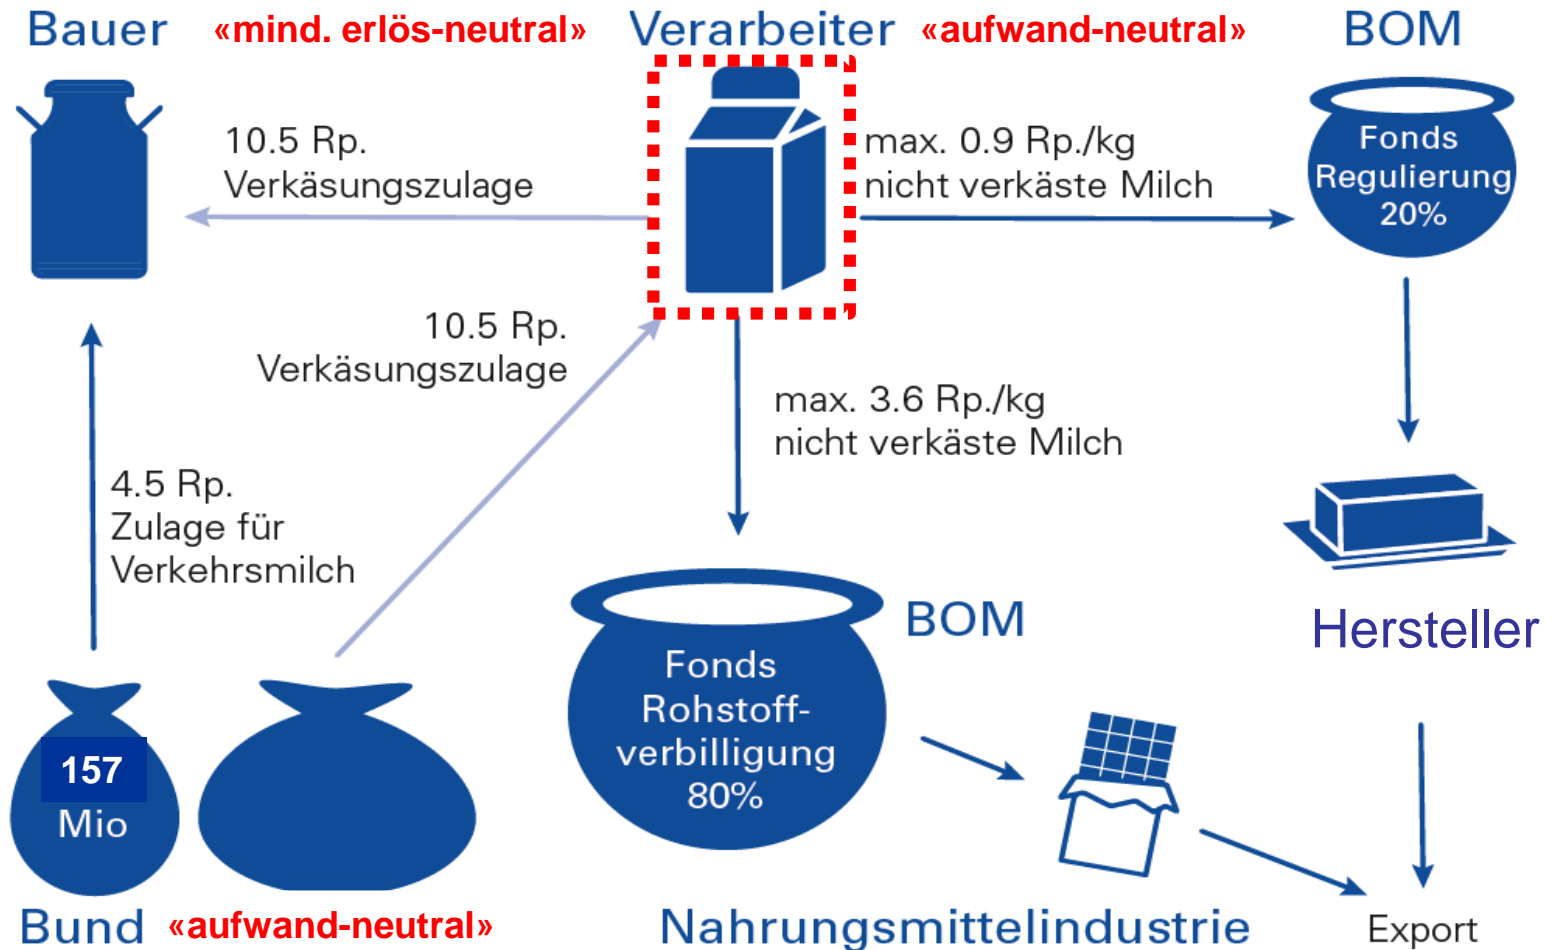 Bauer
«mind. erlös-neutral»
Verarbeiter
«aufwand-neutral»
BOM
10.5 Rp.
Verkäsungszulage
max. 0.9 Rp./kg
nicht verkäste Milch
Fonds
Regulierung
20%
10.5 Rp.
Verkäsungszulage
max. 3.6 Rp./kg
nicht verkäste Milch
4.5 Rp.
Zulage für
Verkehrsmilch
BOM
Hersteller
Fonds
Rohstoff-
verbilligung
80%
157
Mio
Bund
«aufwand-neutral»
Nahrungsmittelindustrie
Export